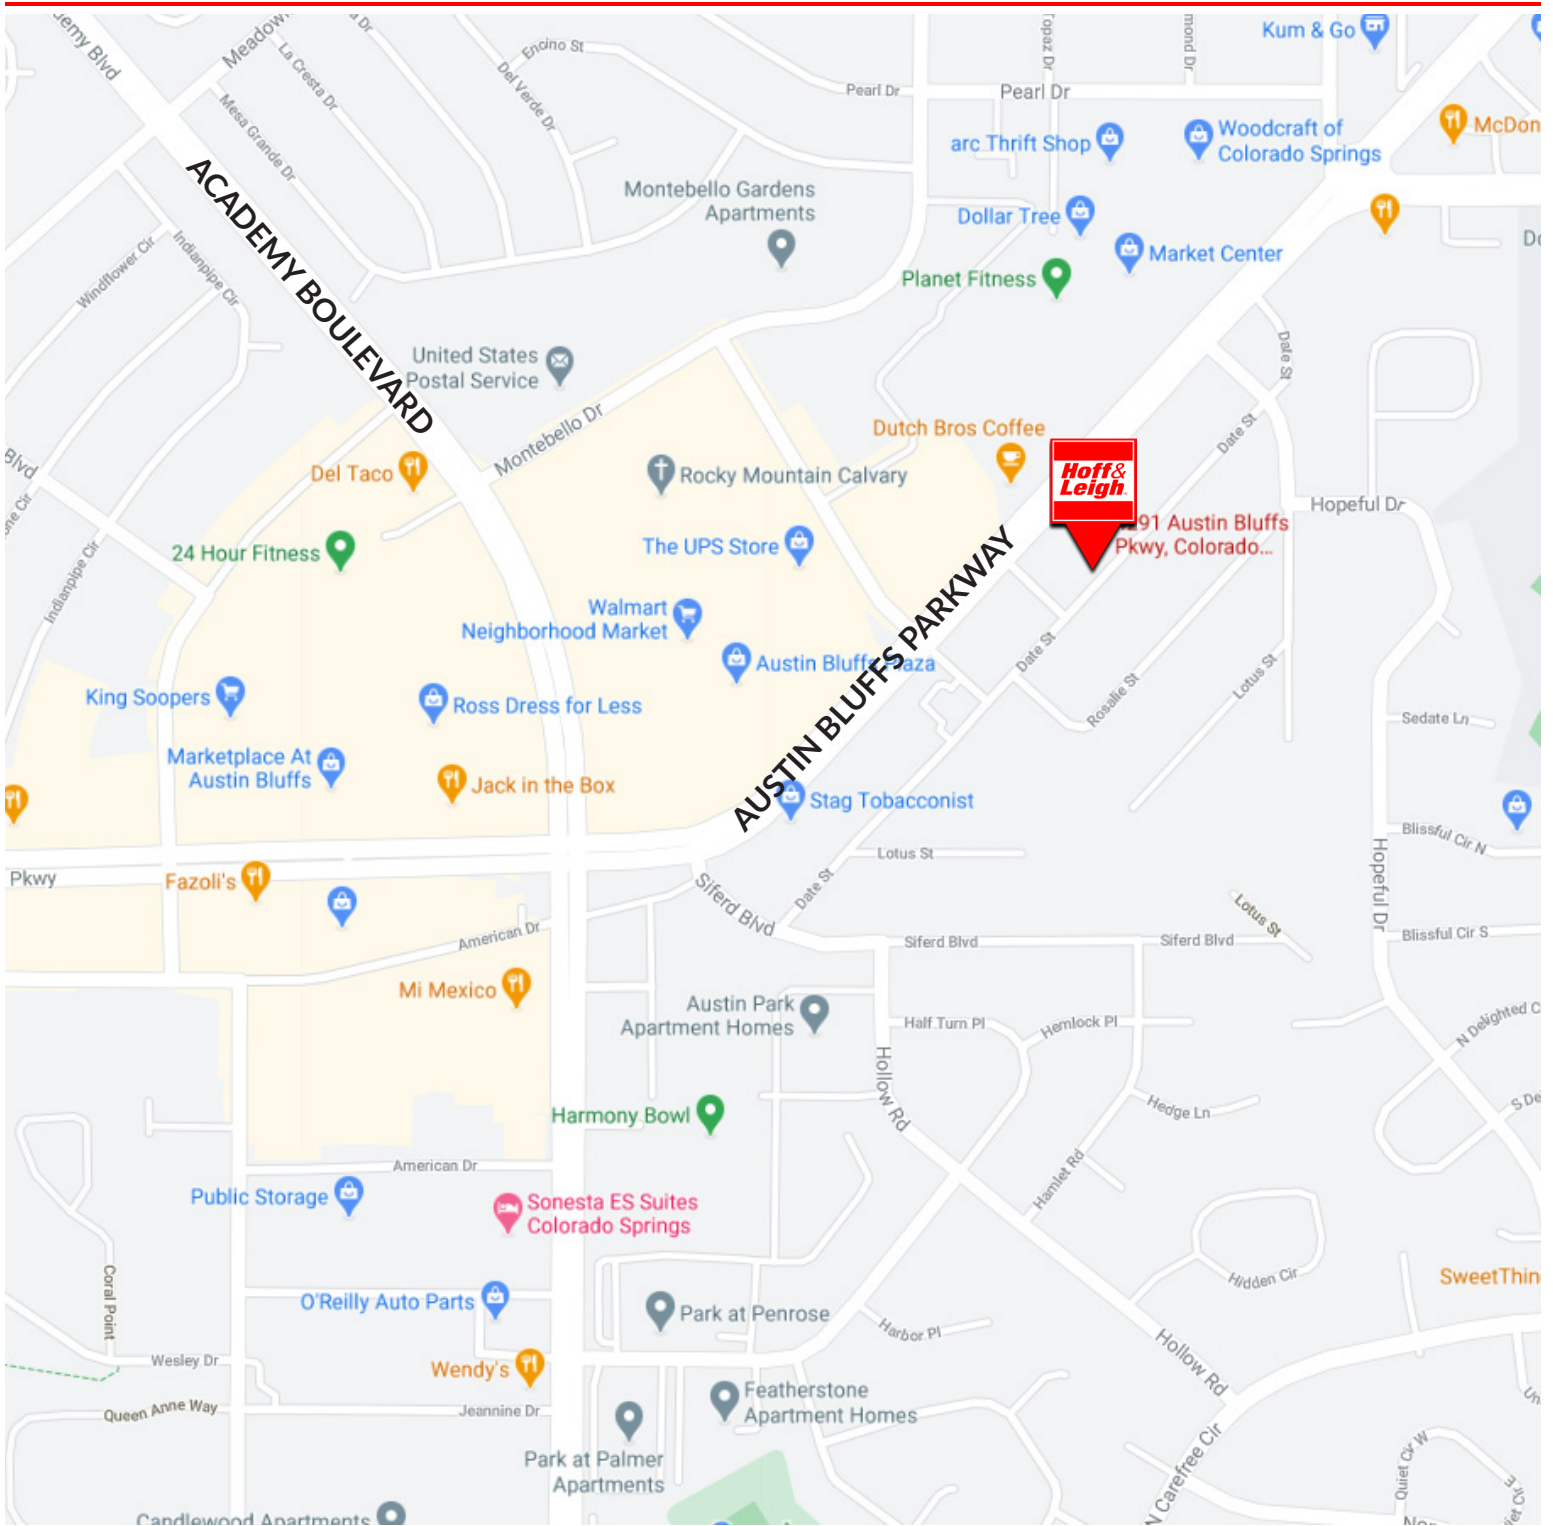 Kum & Go
Encino St
Meadow
La Cresta Dr
Topaz Dr
Del Verde Dr
Pearl Dr
Pearl Dr
Mesa Grande Dr
arc Thrift Shop
Woodcraft of
Colorado Springs
McDon
ACADEMY BOULEVARD
Montebello Gardens
Apartments
Dollar Tree
Market Center
Planet Fitness
Windflower Cir
Indianpipe Cir
United States
Postal Service
Date St
Montebello Dr
Dutch Bros Coffee
Date St
Blvd
Del Taco
Rocky Mountain Calvary
Hoff&
Leigh
Hopeful Dr
291 Austin Bluffs
Pkwy, Colorado...
24 Hour Fitness
The UPS Store
Indianpipe Cir
Walmart
Neighborhood Market
AUSTIN BLUFFS PARKWAY
Austin Bluffs Plaza
Date St
Rosalie St
Lotus St
King Soopers
Ross Dress for Less
Sedate Ln
Marketplace At
Austin Bluffs
Jack in the Box
Stag Tobacconist
Blissful Cir N
Lotus St
Pkwy
Fazoli's
Siferd Blvd
Date St
Hopeful Dr
Lotus St
American Dr
Siferd Blvd
Siferd Blvd
Blissful Cir S
Mi Mexico
Austin Park
Apartment Homes
Half Turn Pl
Hemlock Pl
N Delighted C
Hollow Rd
Harmony Bowl
Hedge Ln
S De
American Dr
Hamlet Rd
Public Storage
Sonesta ES Suites
Colorado Springs
Coral Point
Hidden Cir
SweetThin
O'Reilly Auto Parts
Park at Penrose
Harbor Pl
Wesley Dr
Wendy's
Hollow Rd
Queen Anne Way
Jeannine Dr
Featherstone
Apartment Homes
Park at Palmer
Apartments
N Carefree Cir
Quiet Cir W
Candlewood Apartments